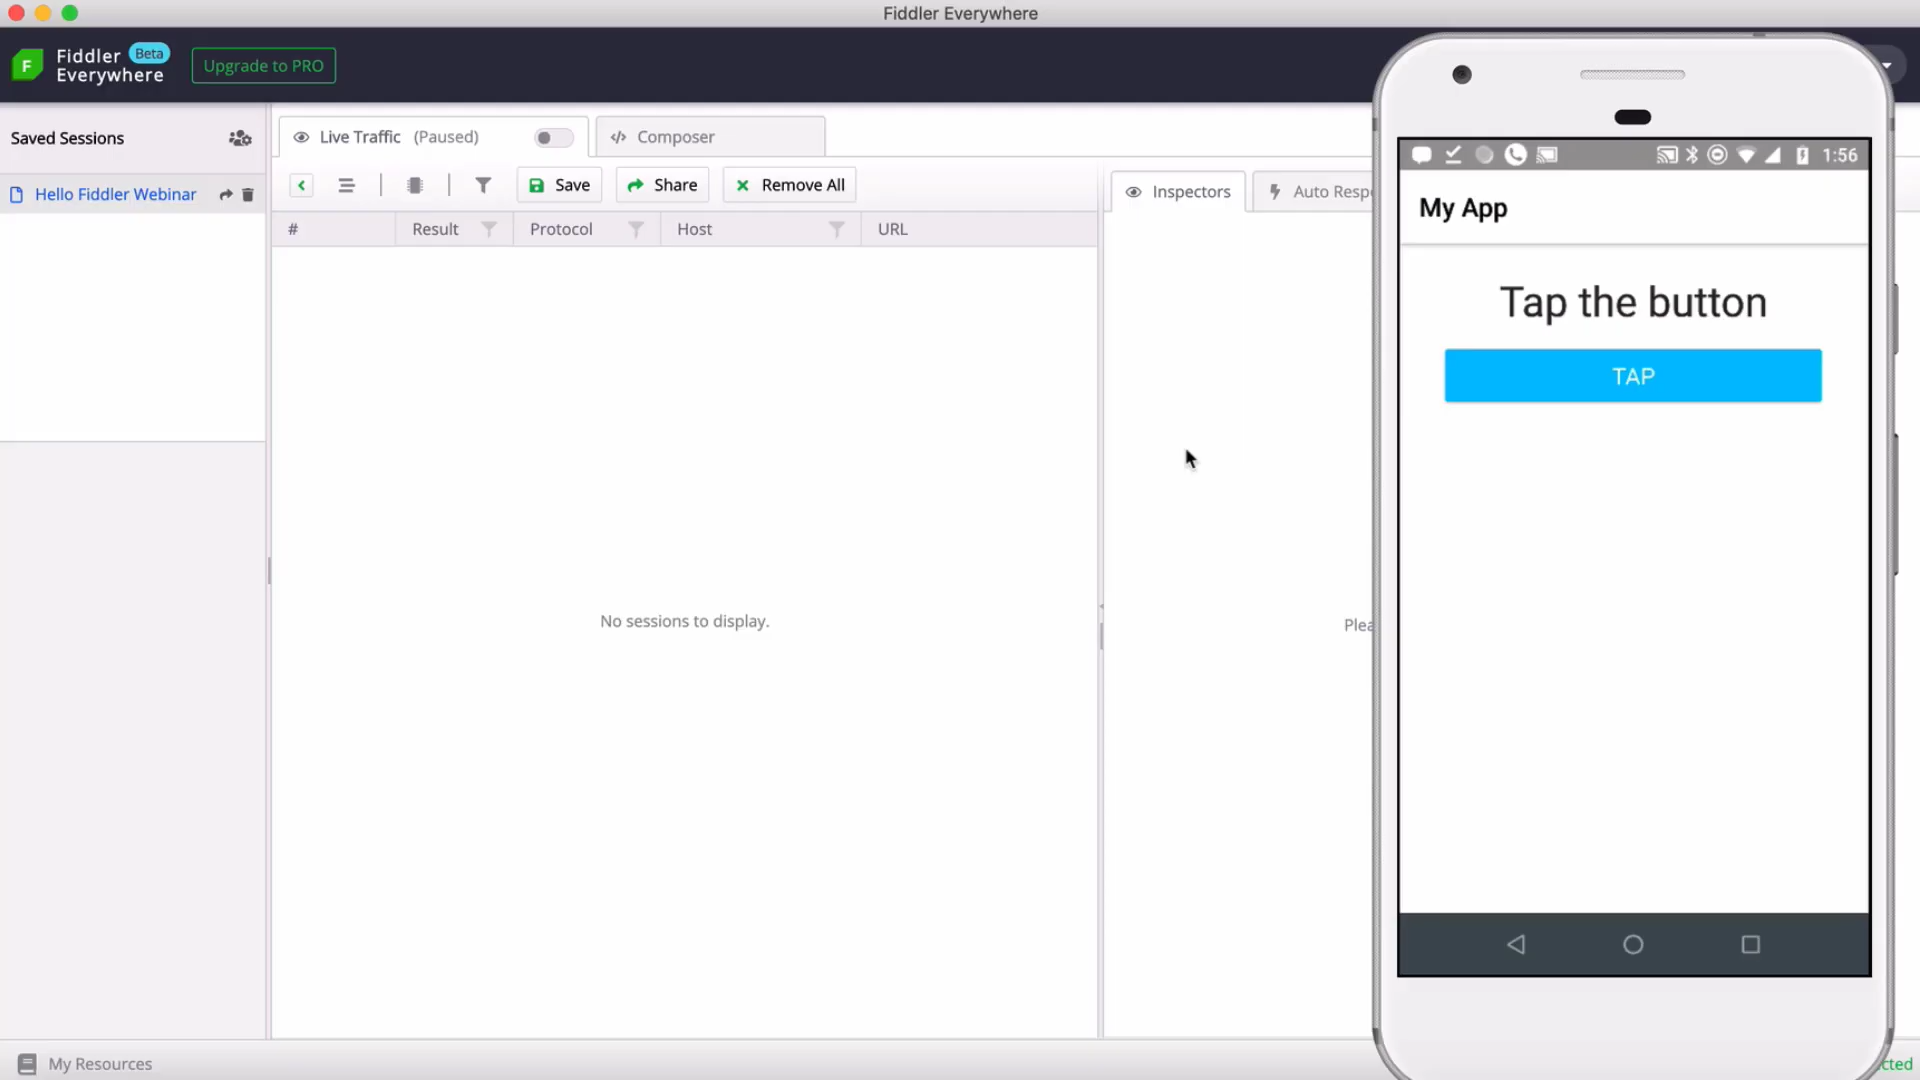 Fiddler Everywhere
Fiddler Beta
Everywhere
Upgrade to PRO
Saved Sessions
Hello Fiddler Webinar
Live Traffic (Paused)
Composer
Save
Share
Remove All
# Result Protocol Host URL
No sessions to display.
Inspectors
Auto Resp
Plea
1:56
My App
Tap the button
TAP
My Resources
cted